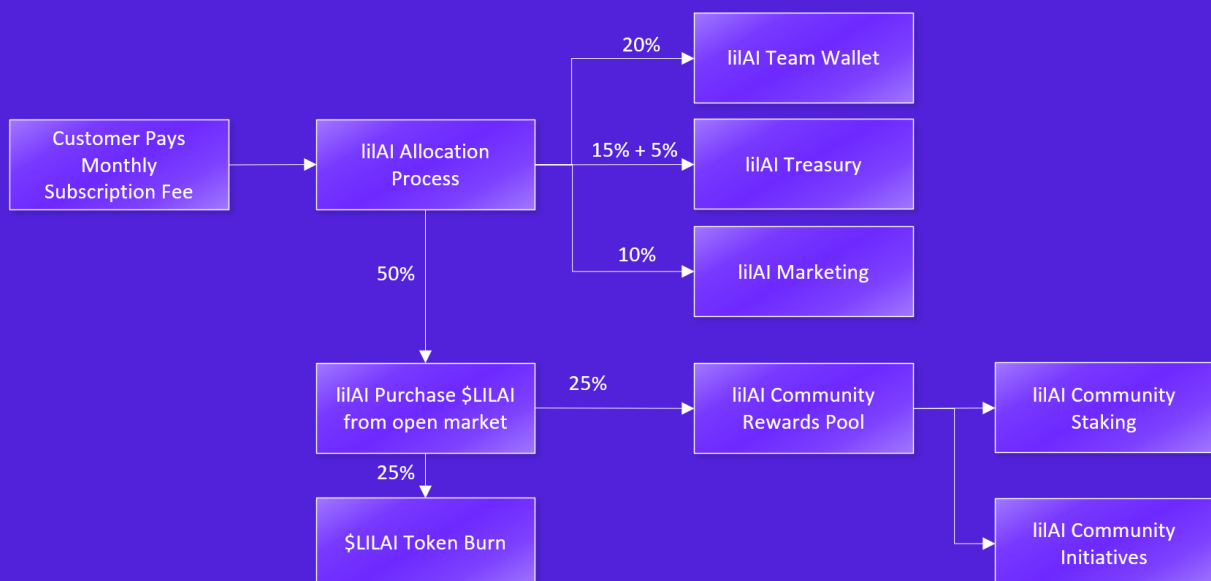 20%
lilAI Team Wallet
Customer Pays
Monthly
Subscription Fee
lilAI Allocation
Process
15% + 5%
lilAI Treasury
10%
lilAI Marketing
50%
lilAI Purchase $LILAI
from open market
25%
lilAI Community
Rewards Pool
lilAI Community
Staking
25%
$LILAI Token Burn
lilAI Community
Initiatives